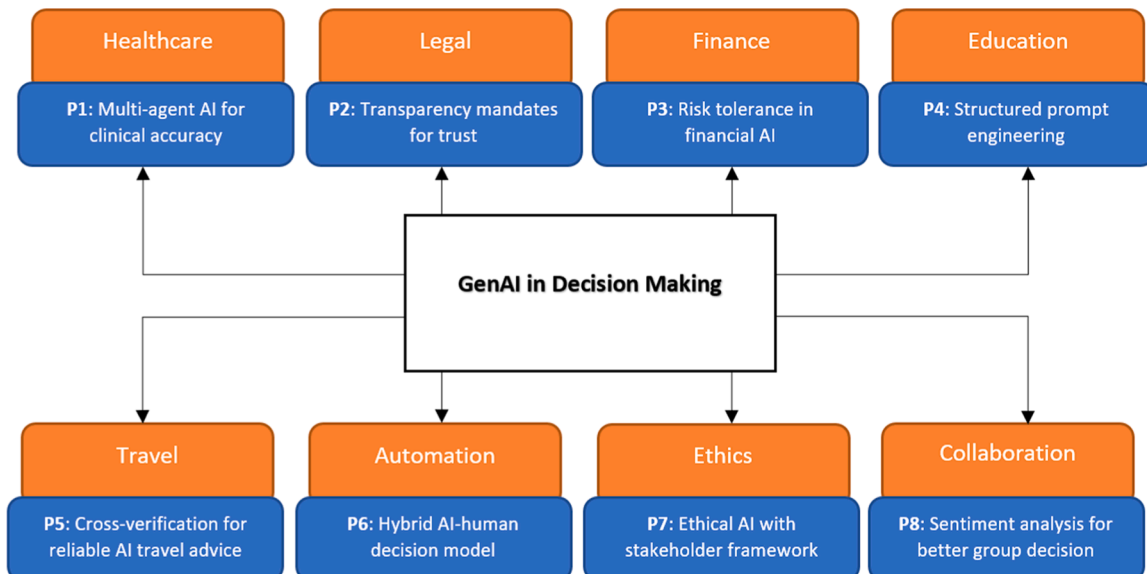 Healthcare
Legal
Finance
Education
P1: Multi-agent AI for
clinical accuracy
P2: Transparency mandates
for trust
P3: Risk tolerance in
financial AI
P4: Structured prompt
engineering
GenAI in Decision Making
Travel
Automation
Ethics
Collaboration
P5: Cross-verification for
reliable AI travel advice
P6: Hybrid AI-human
decision model
P7: Ethical AI with
stakeholder framework
P8: Sentiment analysis for
better group decision